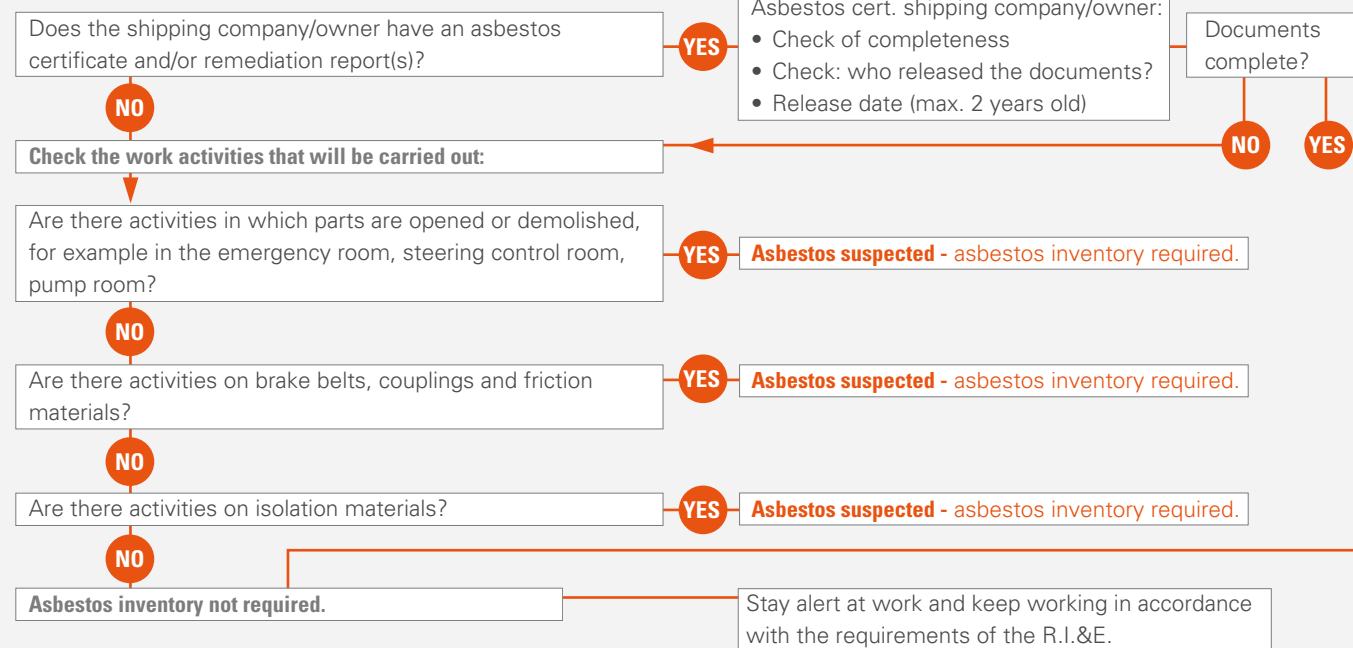 Does the shipping company/owner have an asbestos
certificate and/or remediation report(s)?
YES
Asbestos cert. shipping company/owner:
• Check of completeness
• Check: who released the documents?
• Release date (max. 2 years old)
Documents
complete?
NO
NO
YES
Check the work activities that will be carried out:
Are there activities in which parts are opened or demolished,
for example in the emergency room, steering control room,
pump room?
YES
Asbestos suspected - asbestos inventory required.
NO
Are there activities on brake belts, couplings and friction
materials?
YES
Asbestos suspected - asbestos inventory required.
NO
Are there activities on isolation materials?
YES
Asbestos suspected - asbestos inventory required.
NO
Asbestos inventory not required.
Stay alert at work and keep working in accordance
with the requirements of the R.I.&E.